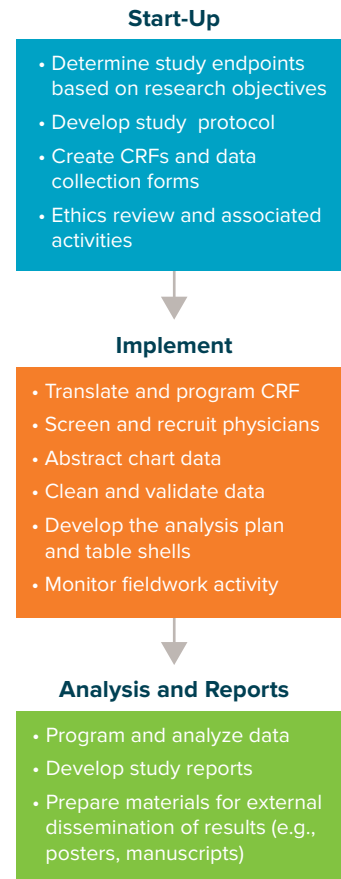 Start-Up
• Determine study endpoints
based on research objectives
• Develop study protocol
• Create CRFs and data
collection forms
• Ethics review and associated
activities
Implement
• Translate and program CRF
• Screen and recruit physicians
• Abstract chart data
• Clean and validate data
• Develop the analysis plan
and table shells
• Monitor fieldwork activity
Analysis and Reports
• Program and analyze data
• Develop study reports
• Prepare materials for external
dissemination of results (e.g.,
posters, manuscripts)